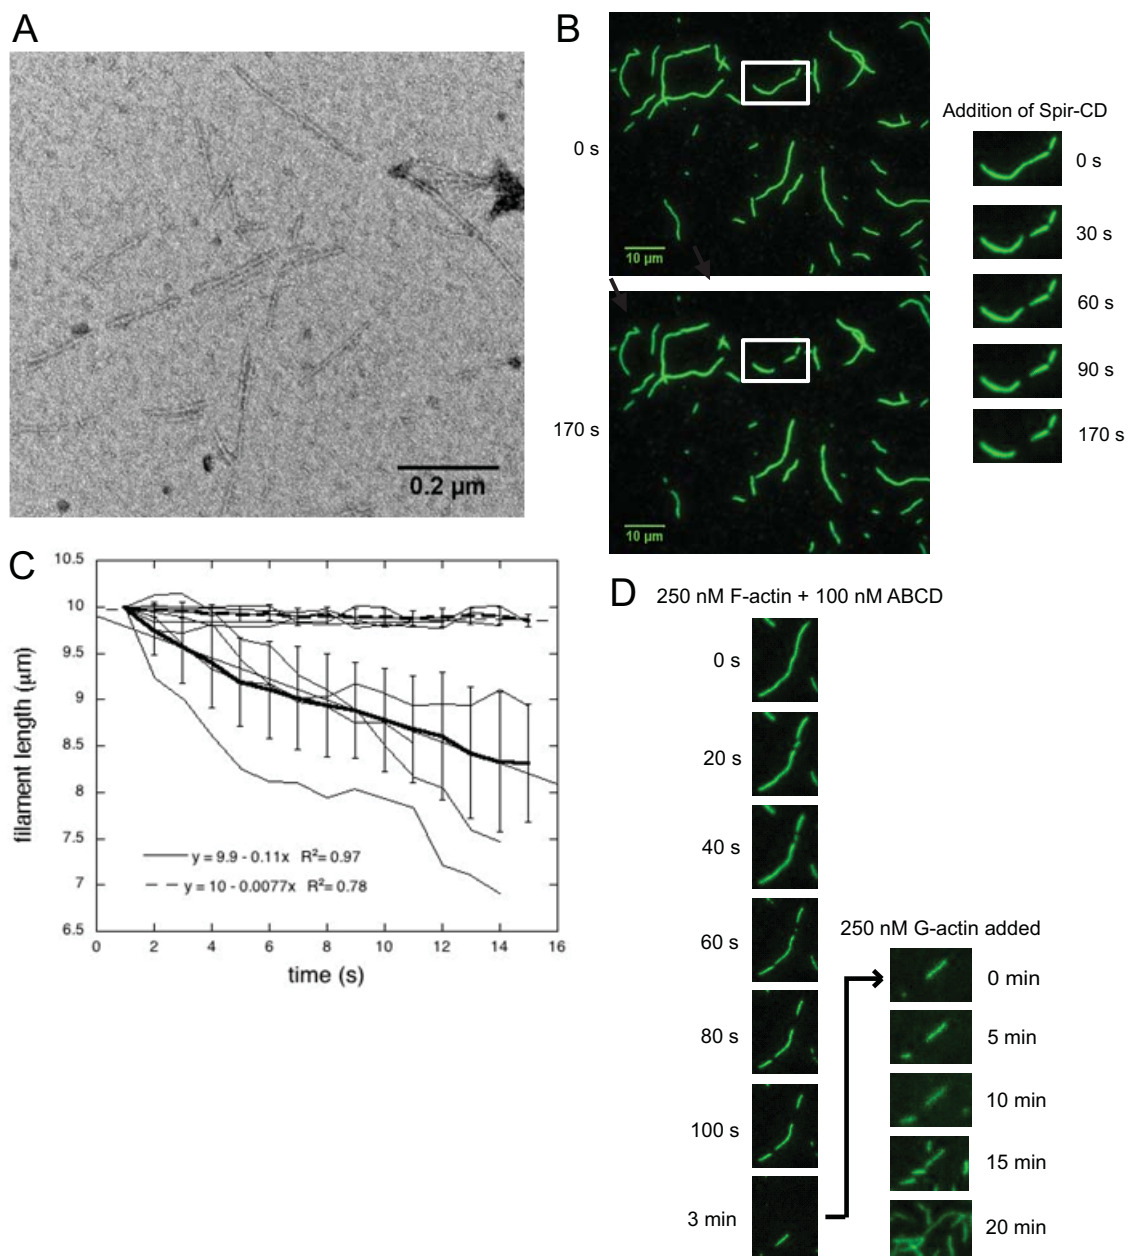 A
0.2 µm
B
0 s
10 µm
170 s
10 µm
Addition of Spir-CD
0 s
30 s
60 s
90 s
170 s
C
filament length (µm)
10.5
10
9.5
9
8.5
8
7.5
7
6.5
y = 9.9 - 0.11x R²= 0.97
y = 10 - 0.0077x R²= 0.78
0 2 4 6 8 10 12 14 16
time (s)
D
250 nM F-actin + 100 nM ABCD
0 s
20 s
40 s
60 s
80 s
100 s
3 min
250 nM G-actin added
0 min
5 min
10 min
15 min
20 min